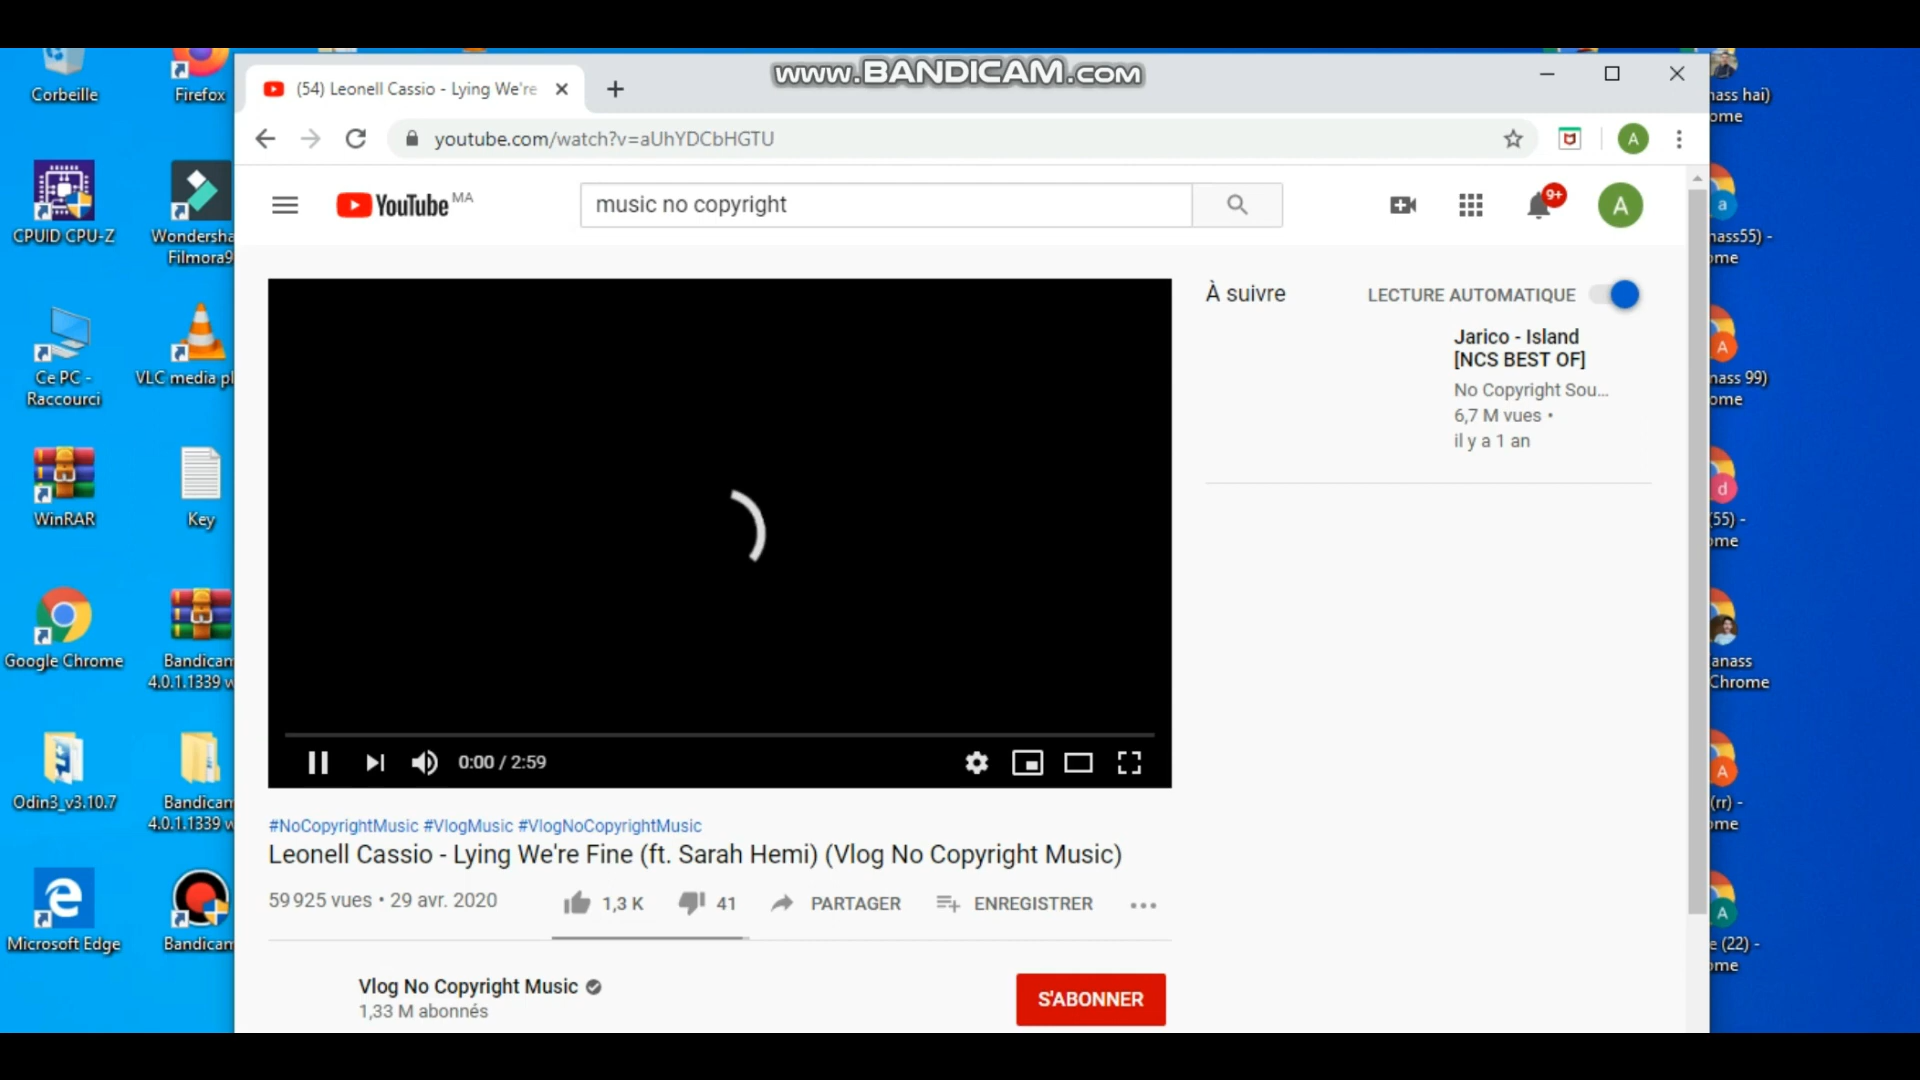 www.BANDICAM.com
(54) Leonell Cassio - Lying We're
youtube.com/watch?v=aUhYDCbHGTU
A
YouTube MA
music no copyright
9+
A
À suivre
LECTURE AUTOMATIQUE
Jarico - Island
[NCS BEST OF]
No Copyright Sou...
6,7 M vues •
il y a 1 an
0:00 / 2:59
#NoCopyrightMusic #VlogMusic #VlogNoCopyrightMusic
Leonell Cassio - Lying We're Fine (ft. Sarah Hemi) (Vlog No Copyright Music)
59 925 vues • 29 avr. 2020
1,3 K
41
PARTAGER
ENREGISTRER
Vlog No Copyright Music
1,33 M abonnés
S'ABONNER
Corbeille
Firefox
CPUID CPU-Z
Wondersha
Filmora9
Ce PC -
Raccourci
VLC media pl
WinRAR
Key
Google Chrome
Bandicam
4.0.1.1339 w
Odin3_v3.10.7
Bandicam
4.0.1.1339 w
Microsoft Edge
Bandicam
nass hai)
ome
a
nass55) -
ome
A
nass 99)
ome
d
(55) -
ome
anass
Chrome
A
(rr) -
ome
A
e (22) -
ome